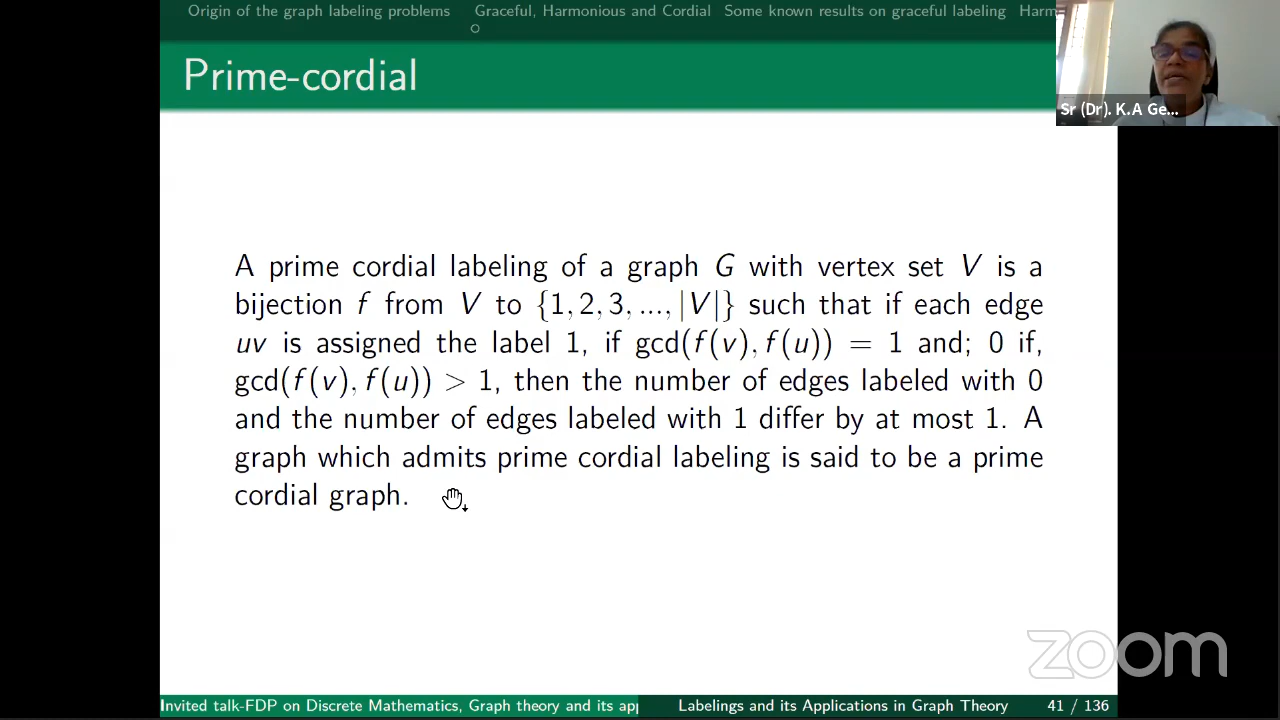 Origin of the graph labeling problems Graceful, Harmonious and Cordial Some known results on graceful labeling Harm
Prime-cordial
Sr (Dr). K.A Ge...
A prime cordial labeling of a graph G with vertex set V is a
bijection f from V to {1, 2, 3, ..., |V|} such that if each edge
uv is assigned the label 1, if gcd(f(v), f(u)) = 1 and; 0 if,
gcd(f(v), f(u)) > 1, then the number of edges labeled with 0
and the number of edges labeled with 1 differ by at most 1. A
graph which admits prime cordial labeling is said to be a prime
cordial graph.
zoom
Invited talk-FDP on Discrete Mathematics, Graph theory and its app Labelings and its Applications in Graph Theory 41 / 136